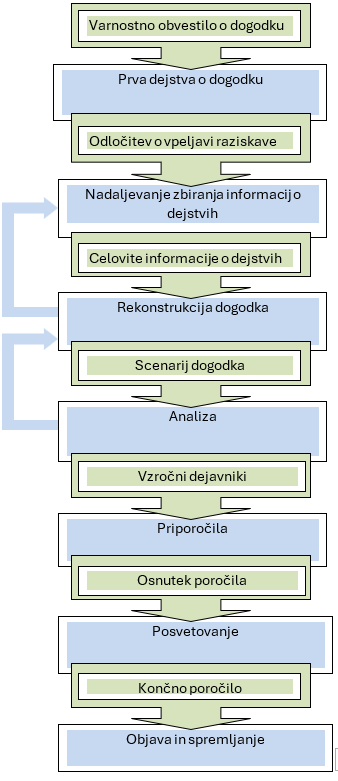 Varnostno obvestilo o dogodku
Prva dejstva o dogodku
Odločitev o vpeljavi raziskave
Nadaljevanje zbiranja informacij o
dejstvih
Celovite informacije o dejstvih
Rekonstrukcija dogodka
Scenarij dogodka
Analiza
Vzročni dejavniki
Priporočila
Osnutek poročila
Posvetovanje
Končno poročilo
Objava in spremljanje